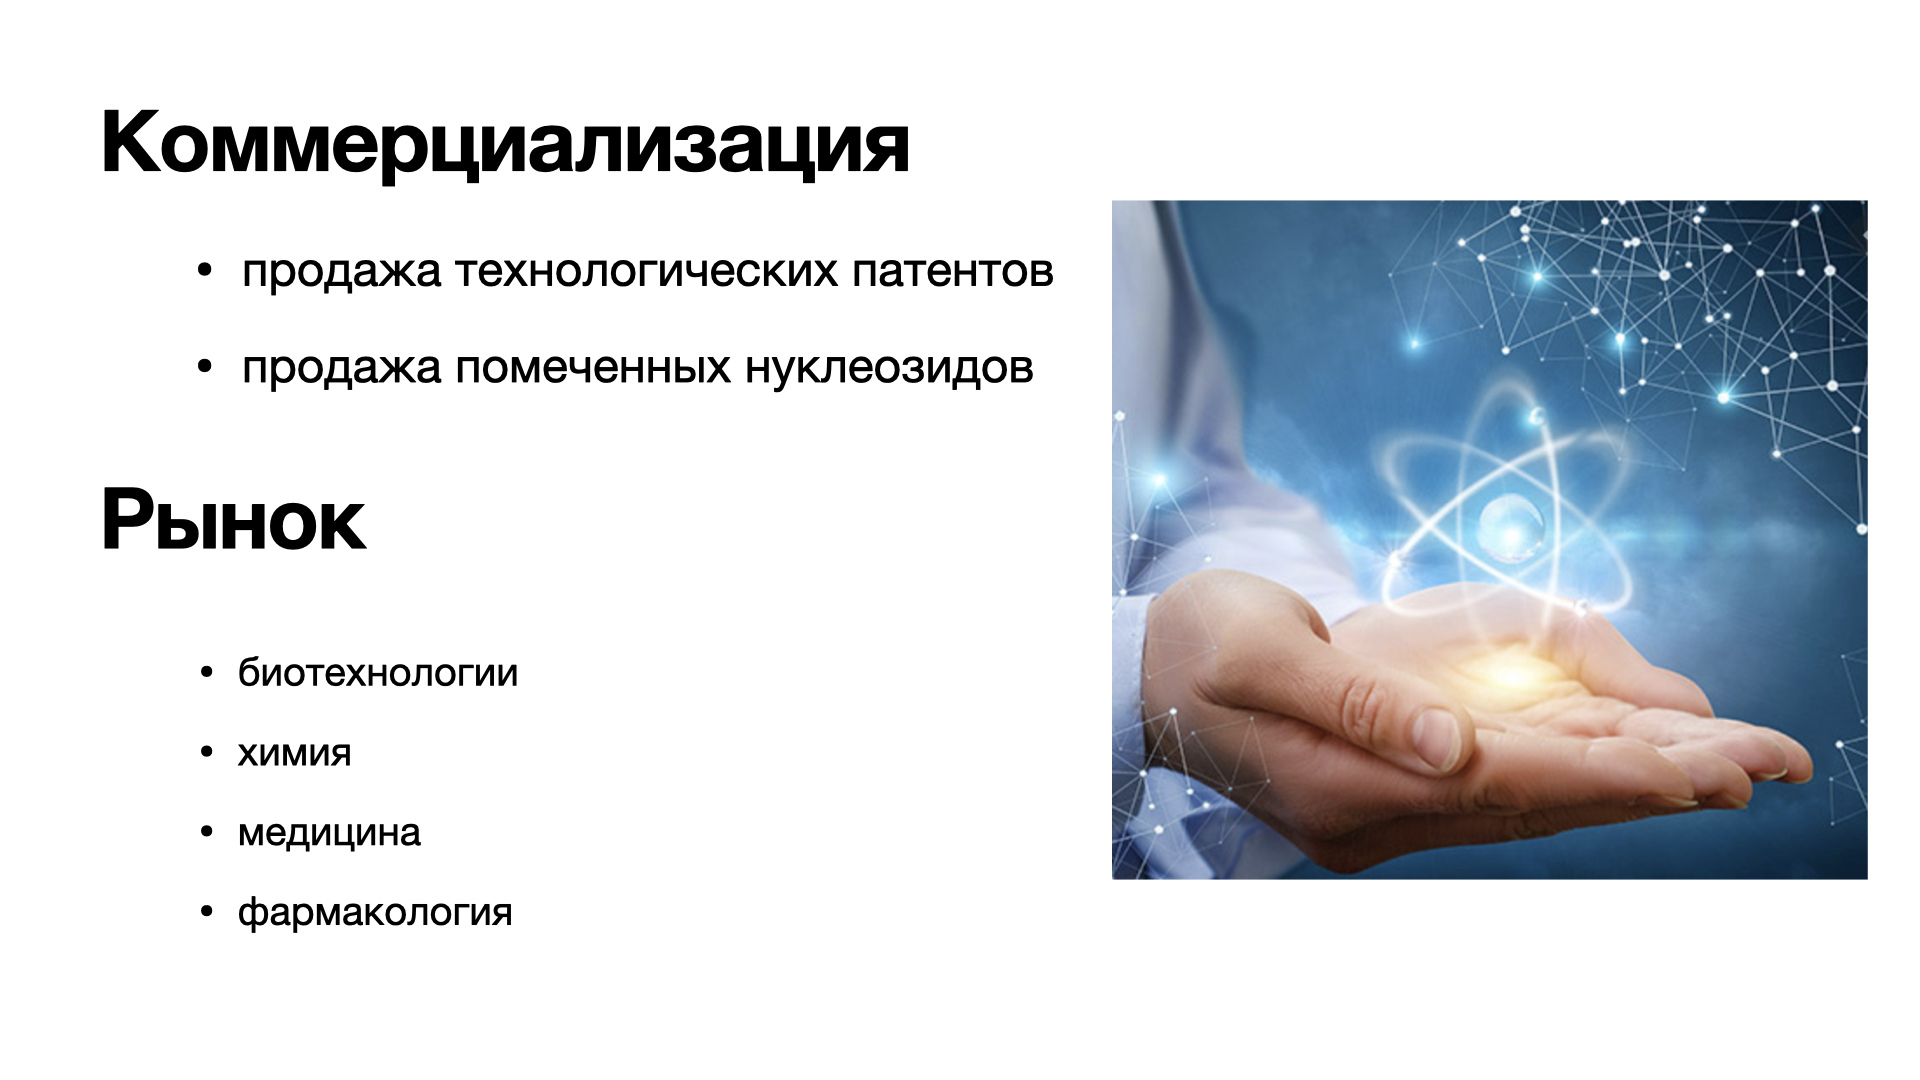 Коммерциализация
• продажа технологических патентов
• продажа помеченных нуклеозидов
Рынок
• биотехнологии
• химия
• медицина
• фармакология